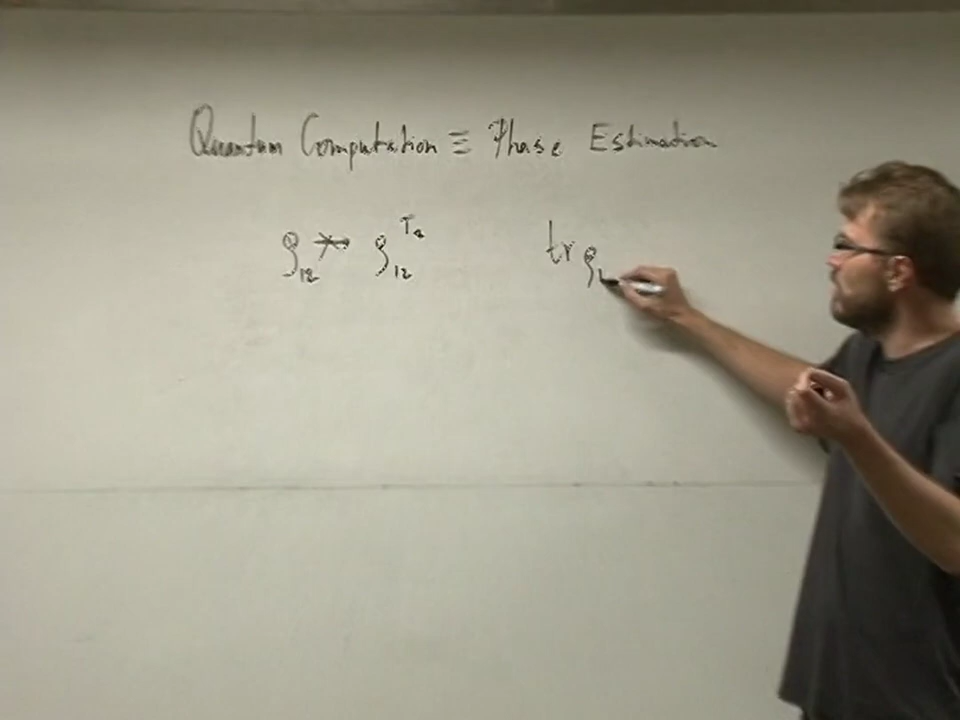 Quantum Computation ≡ Phase Estimation
ρ₁₂ ↛ ρ₁₂^T₂ tr ρ₁